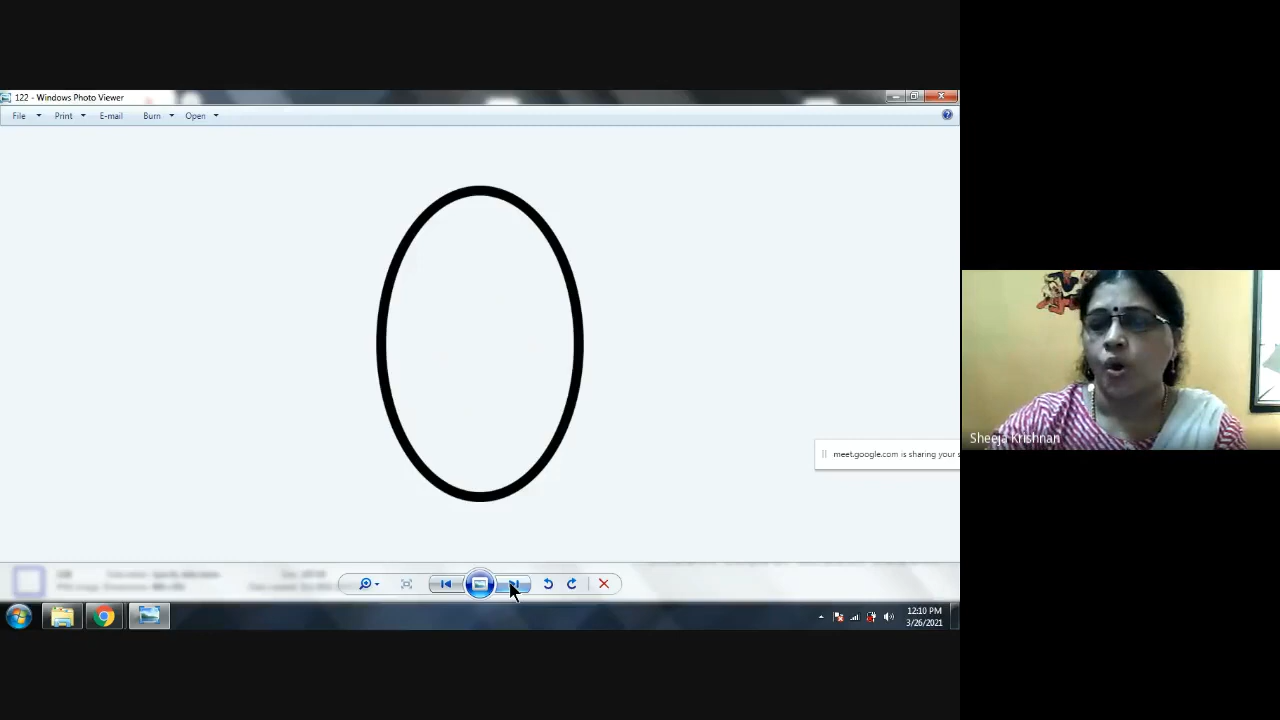 122 - Windows Photo Viewer
File Print E-mail Burn Open
meet.google.com is sharing your s
Sheeja Krishnan
12:10 PM
3/26/2021